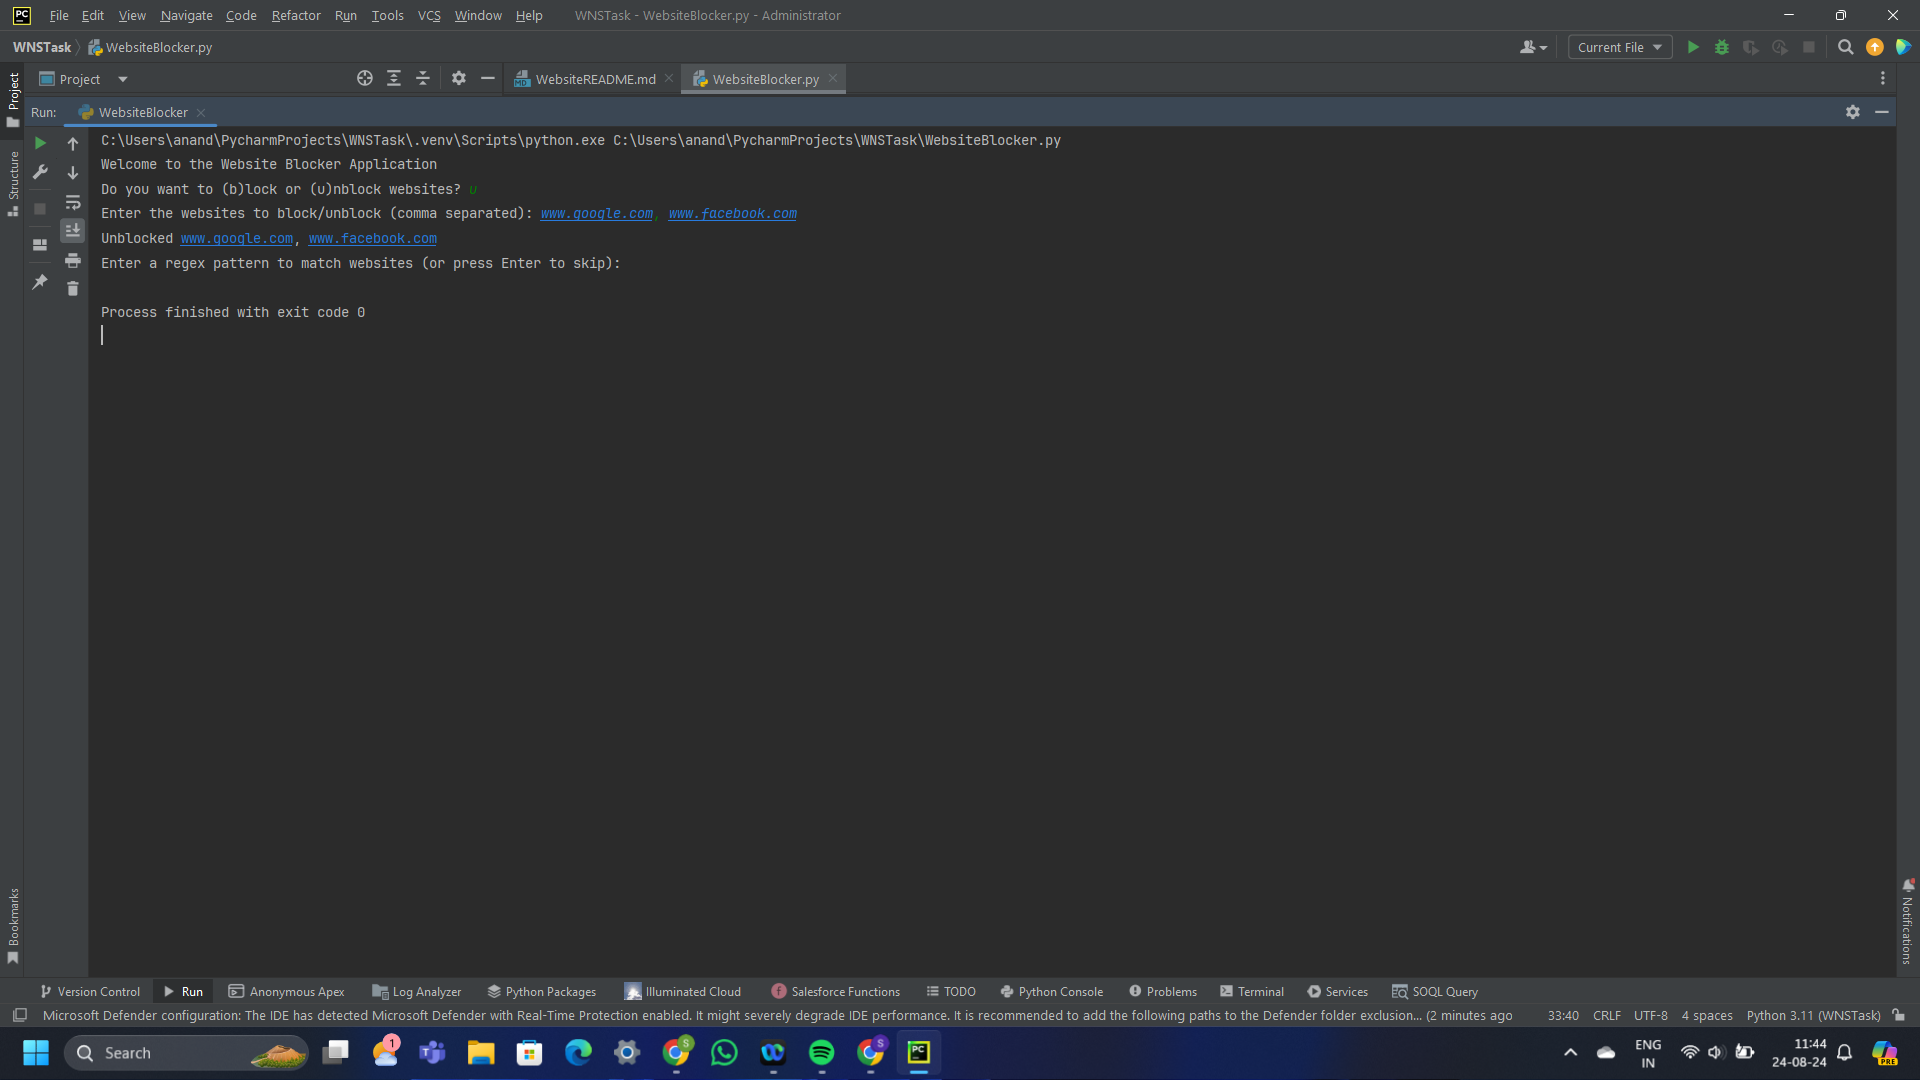 PC File Edit View Navigate Code Refactor Run Tools VCS Window Help WNSTask - WebsiteBlocker.py - Administrator
WNSTask WebsiteBlocker.py Current File
Project WebsiteREADME.md WebsiteBlocker.py
Project
Run: WebsiteBlocker
C:\Users\anand\PycharmProjects\WNSTask\.venv\Scripts\python.exe C:\Users\anand\PycharmProjects\WNSTask\WebsiteBlocker.py
Welcome to the Website Blocker Application
Do you want to (b)lock or (u)nblock websites? u
Enter the websites to block/unblock (comma separated): www.google.com, www.facebook.com
Unblocked www.google.com, www.facebook.com
Enter a regex pattern to match websites (or press Enter to skip):
Process finished with exit code 0
Structure
Bookmarks
Notifications
Version Control Run Anonymous Apex Log Analyzer Python Packages Illuminated Cloud Salesforce Functions TODO Python Console Problems Terminal Services SOQL Query
Microsoft Defender configuration: The IDE has detected Microsoft Defender with Real-Time Protection enabled. It might severely degrade IDE performance. It is recommended to add the following paths to the Defender folder exclusion... (2 minutes ago 33:40 CRLF UTF-8 4 spaces Python 3.11 (WNSTask)
Search 1 S S PC ENG 11:44
IN 24-08-24 PRE